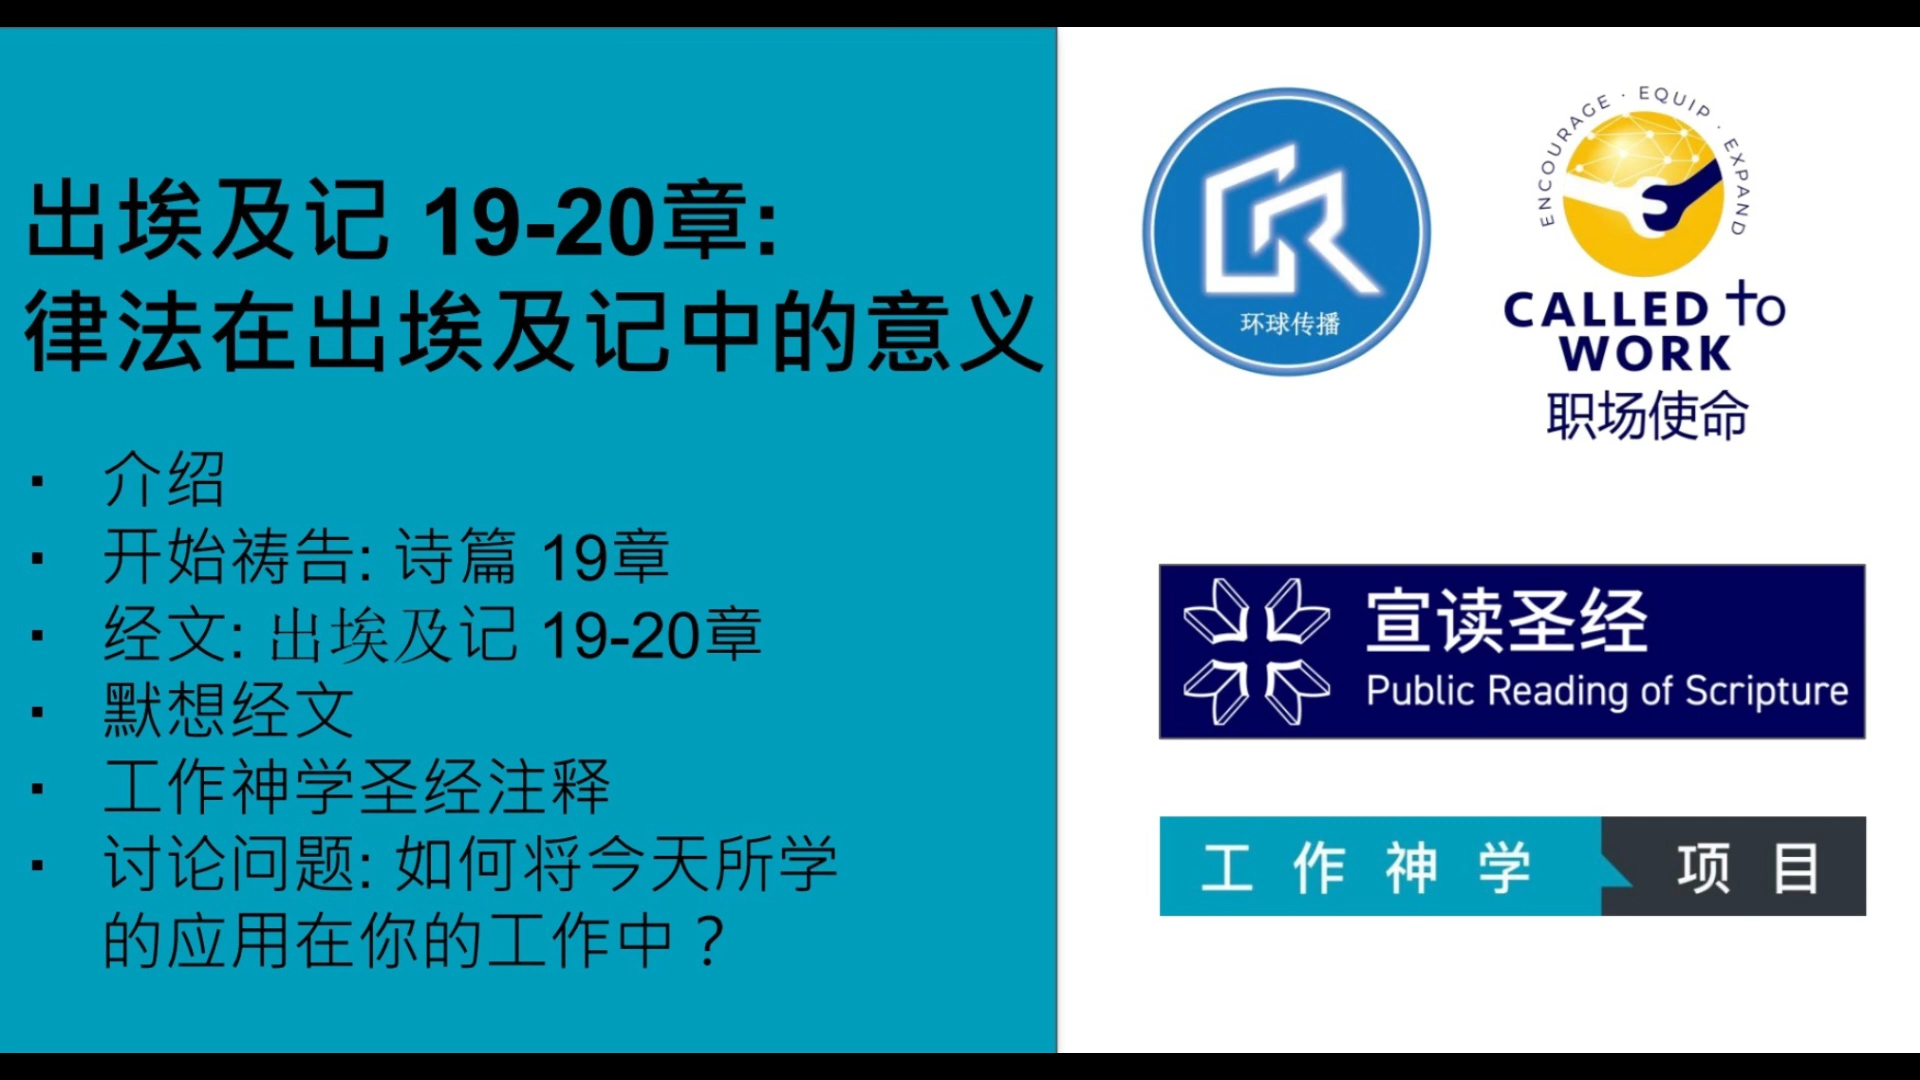 出埃及记 19-20章:
律法在出埃及记中的意义
▪ 介绍
▪ 开始祷告: 诗篇 19章
▪ 经文: 出埃及记 19-20章
▪ 默想经文
▪ 工作神学圣经注释
▪ 讨论问题: 如何将今天所学
的应用在你的工作中？
环球传播
ENCOURAGE · EQUIP · EXPAND
CALLED to
WORK
职场使命
宣读圣经
Public Reading of Scripture
工作神学 项目